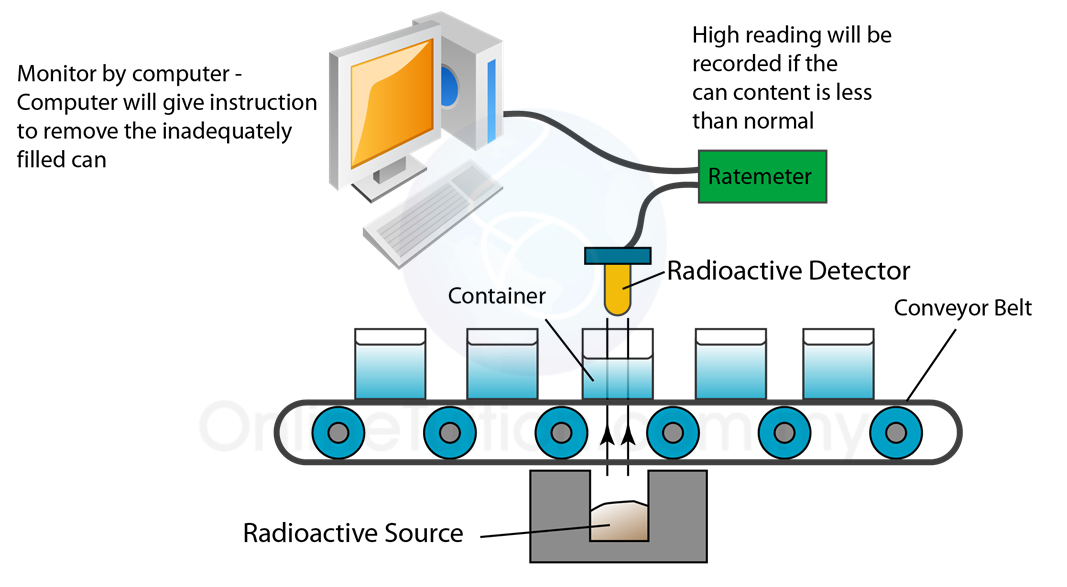 Monitor by computer -
Computer will give instruction
to remove the inadequately
filled can
High reading will be
recorded if the
can content is less
than normal
Ratemeter
Radioactive Detector
Container
Conveyor Belt
Radioactive Source